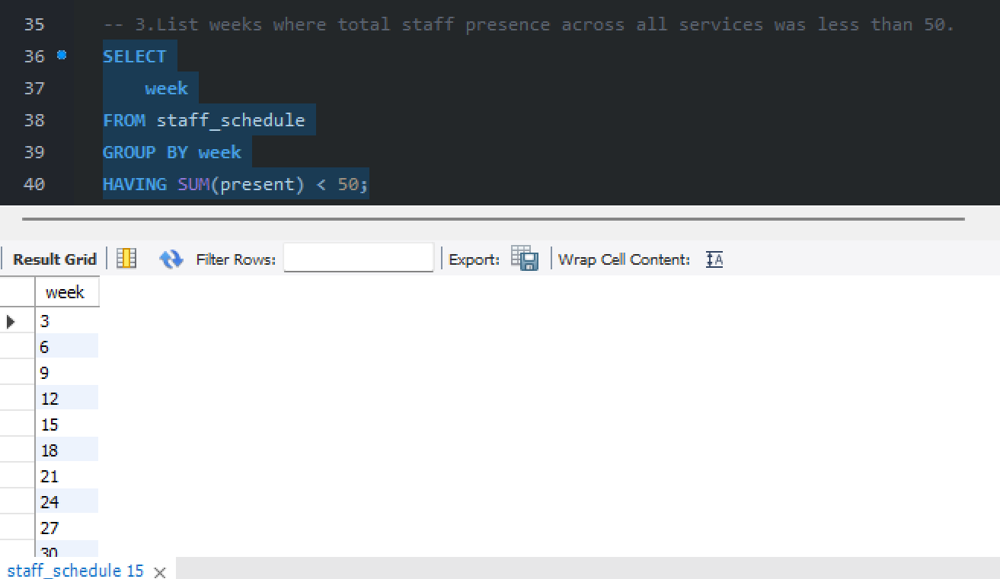 35 -- 3.List weeks where total staff presence across all services was less than 50.
36 SELECT
37 week
38 FROM staff_schedule
39 GROUP BY week
40 HAVING SUM(present) < 50;
Result Grid Filter Rows: Export: Wrap Cell Content: A
week
3
6
9
12
15
18
21
24
27
30
staff_schedule 15